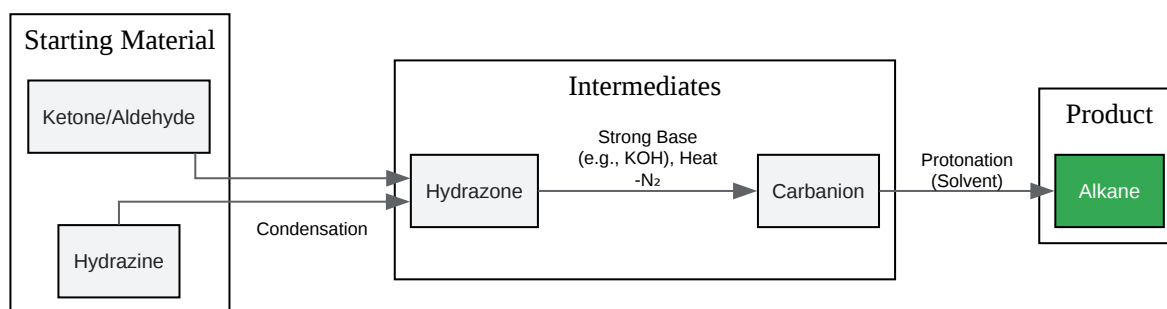 Starting Material
Ketone/Aldehyde
Hydrazine
Condensation
Intermediates
Hydrazone
Strong Base
(e.g., KOH), Heat
-N₂
Carbanion
Protonation
(Solvent)
Product
Alkane